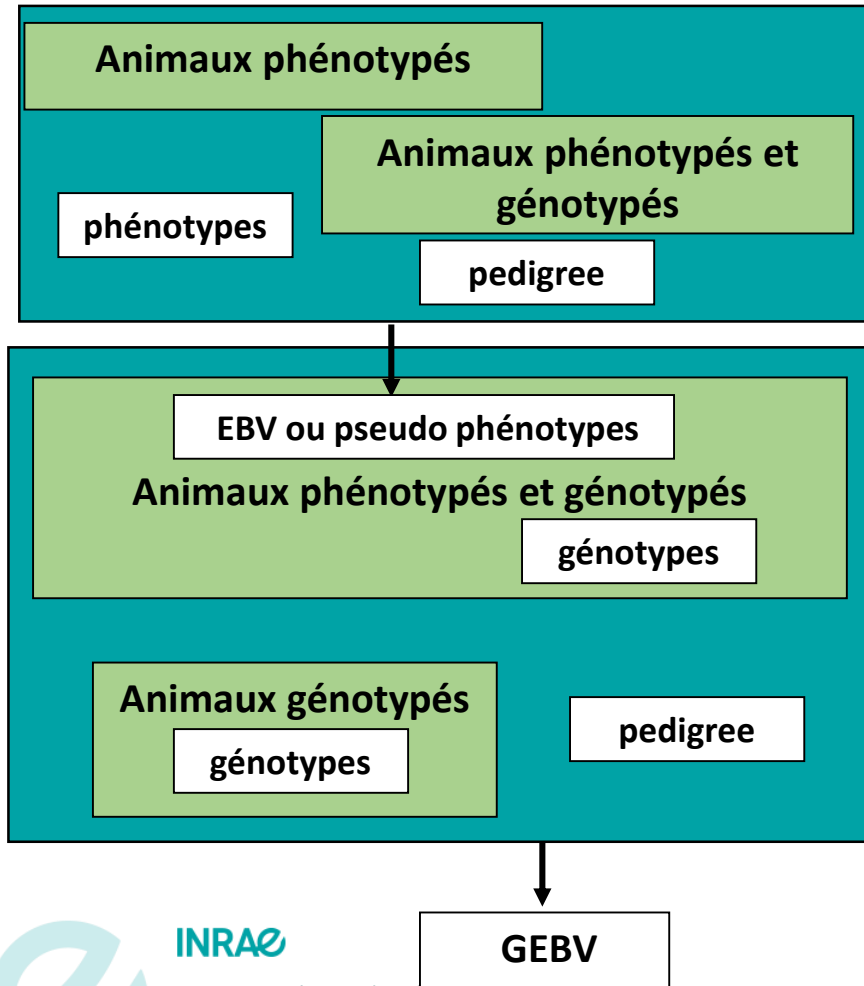 Animaux phénotypés
Animaux phénotypés et
génotypés
phénotypes
pedigree
EBV ou pseudo phénotypes
Animaux phénotypés et génotypés
génotypes
Animaux génotypés
génotypes
pedigree
INRAE
GEBV